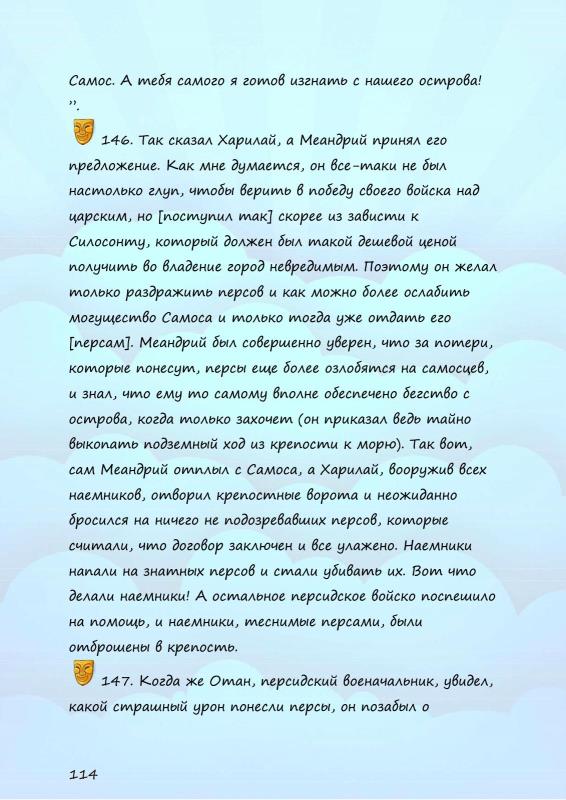 Самос. А тебя самого я готов изгнать с нашего острова!
”.
146. Так сказал Харилай, а Меандрий принял его
предложение. Как мне думается, он все-таки не был
настолько глуп, чтобы верить в победу своего войска над
царским, но [поступил так] скорее из зависти к
Силосонту, который должен был такой дешевой ценой
получить во владение город невредимым. Поэтому он желал
только раздражить персов и как можно более ослабить
могущество Самоса и только тогда уже отдать его
[персам]. Меандрий был совершенно уверен, что за потери,
которые понесут, персы еще более озлобятся на самосцев,
и знал, что ему то самому вполне обеспечено бегство с
острова, когда только захочет (он приказал ведь тайно
выкопать подземный ход из крепости к морю). Так вот,
сам Меандрий отплыл с Самоса, а Харилай, вооружив всех
наемников, отворил крепостные ворота и неожиданно
бросился на ничего не подозревавших персов, которые
считали, что договор заключен и все улажено. Наемники
напали на знатных персов и стали убивать их. Вот что
делали наемники! А остальное персидское войско поспешило
на помощь, и наемники, теснимые персами, были
отброшены в крепость.
147. Когда же Отан, персидский военачальник, увидел,
какой страшный урон понесли персы, он позабыл о
114